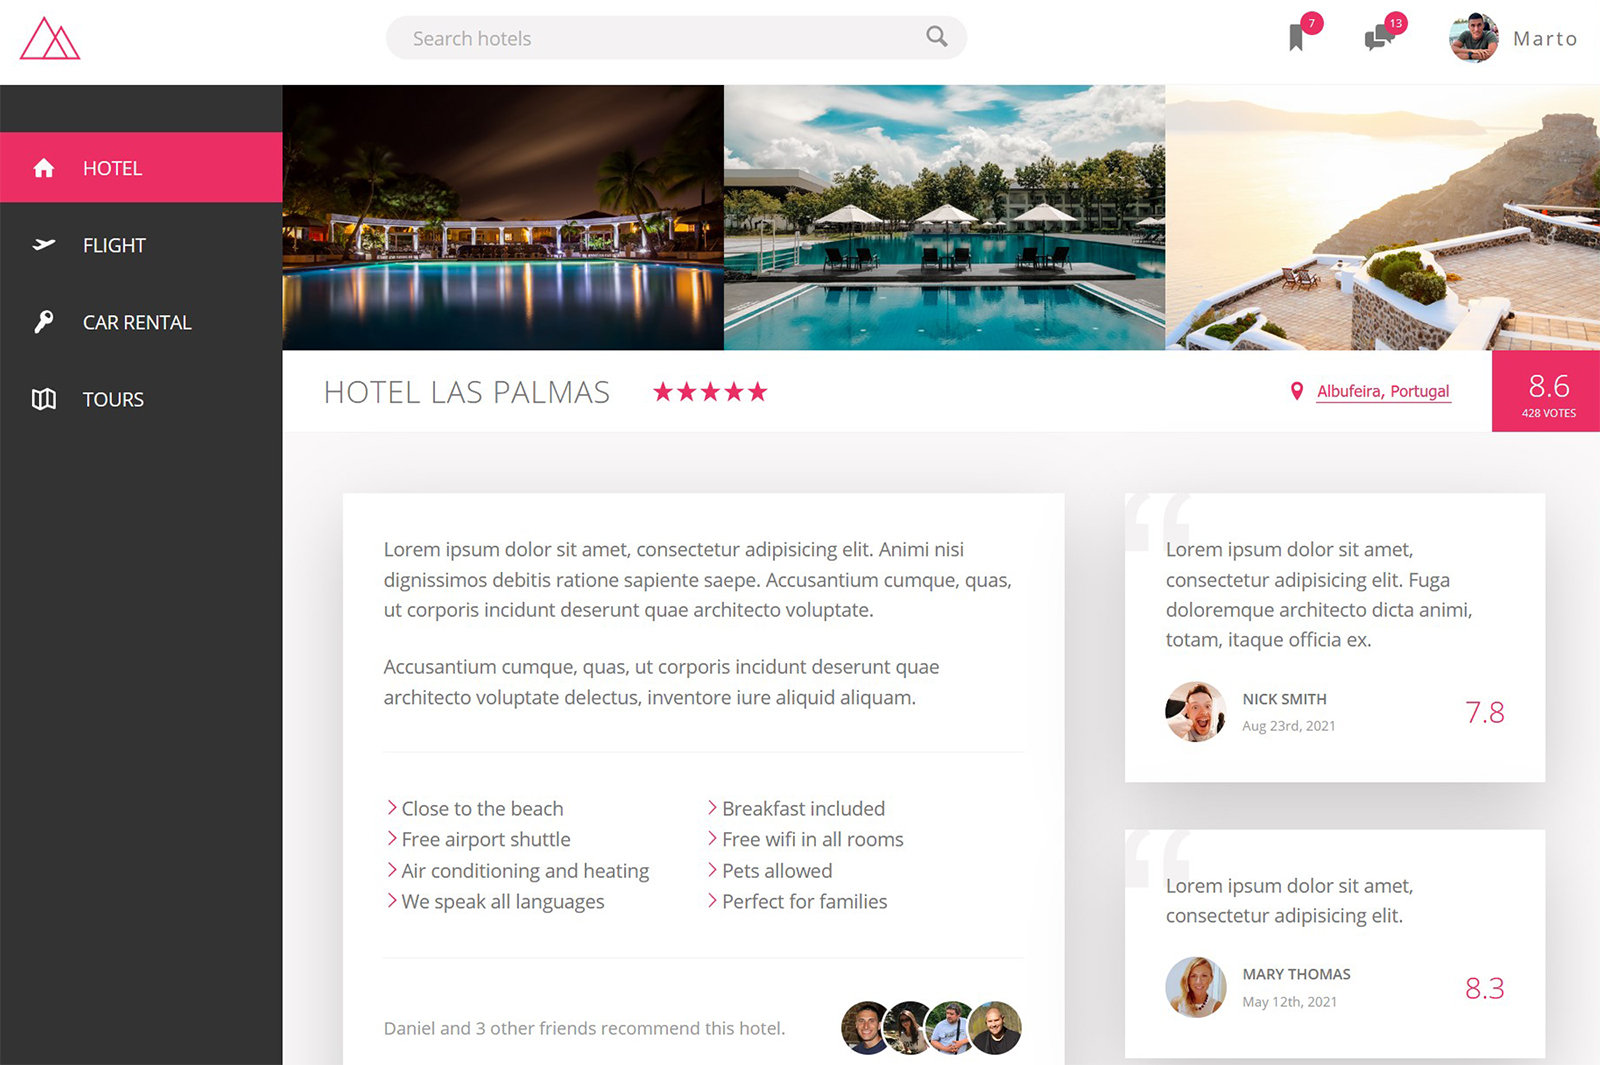 Search hotels
7
13
Marto
HOTEL
FLIGHT
CAR RENTAL
TOURS
HOTEL LAS PALMAS
Albufeira, Portugal
8.6
428 VOTES
Lorem ipsum dolor sit amet, consectetur adipisicing elit. Animi nisi
dignissimos debitis ratione sapiente saepe. Accusantium cumque, quas,
ut corporis incidunt deserunt quae architecto voluptate.
Accusantium cumque, quas, ut corporis incidunt deserunt quae
architecto voluptate delectus, inventore iure aliquid aliquam.
Close to the beach
Free airport shuttle
Air conditioning and heating
We speak all languages
Breakfast included
Free wifi in all rooms
Pets allowed
Perfect for families
Daniel and 3 other friends recommend this hotel.
“
Lorem ipsum dolor sit amet,
consectetur adipisicing elit. Fuga
doloremque architecto dicta animi,
totam, itaque officia ex.
NICK SMITH
Aug 23rd, 2021
7.8
“
Lorem ipsum dolor sit amet,
consectetur adipisicing elit.
MARY THOMAS
May 12th, 2021
8.3